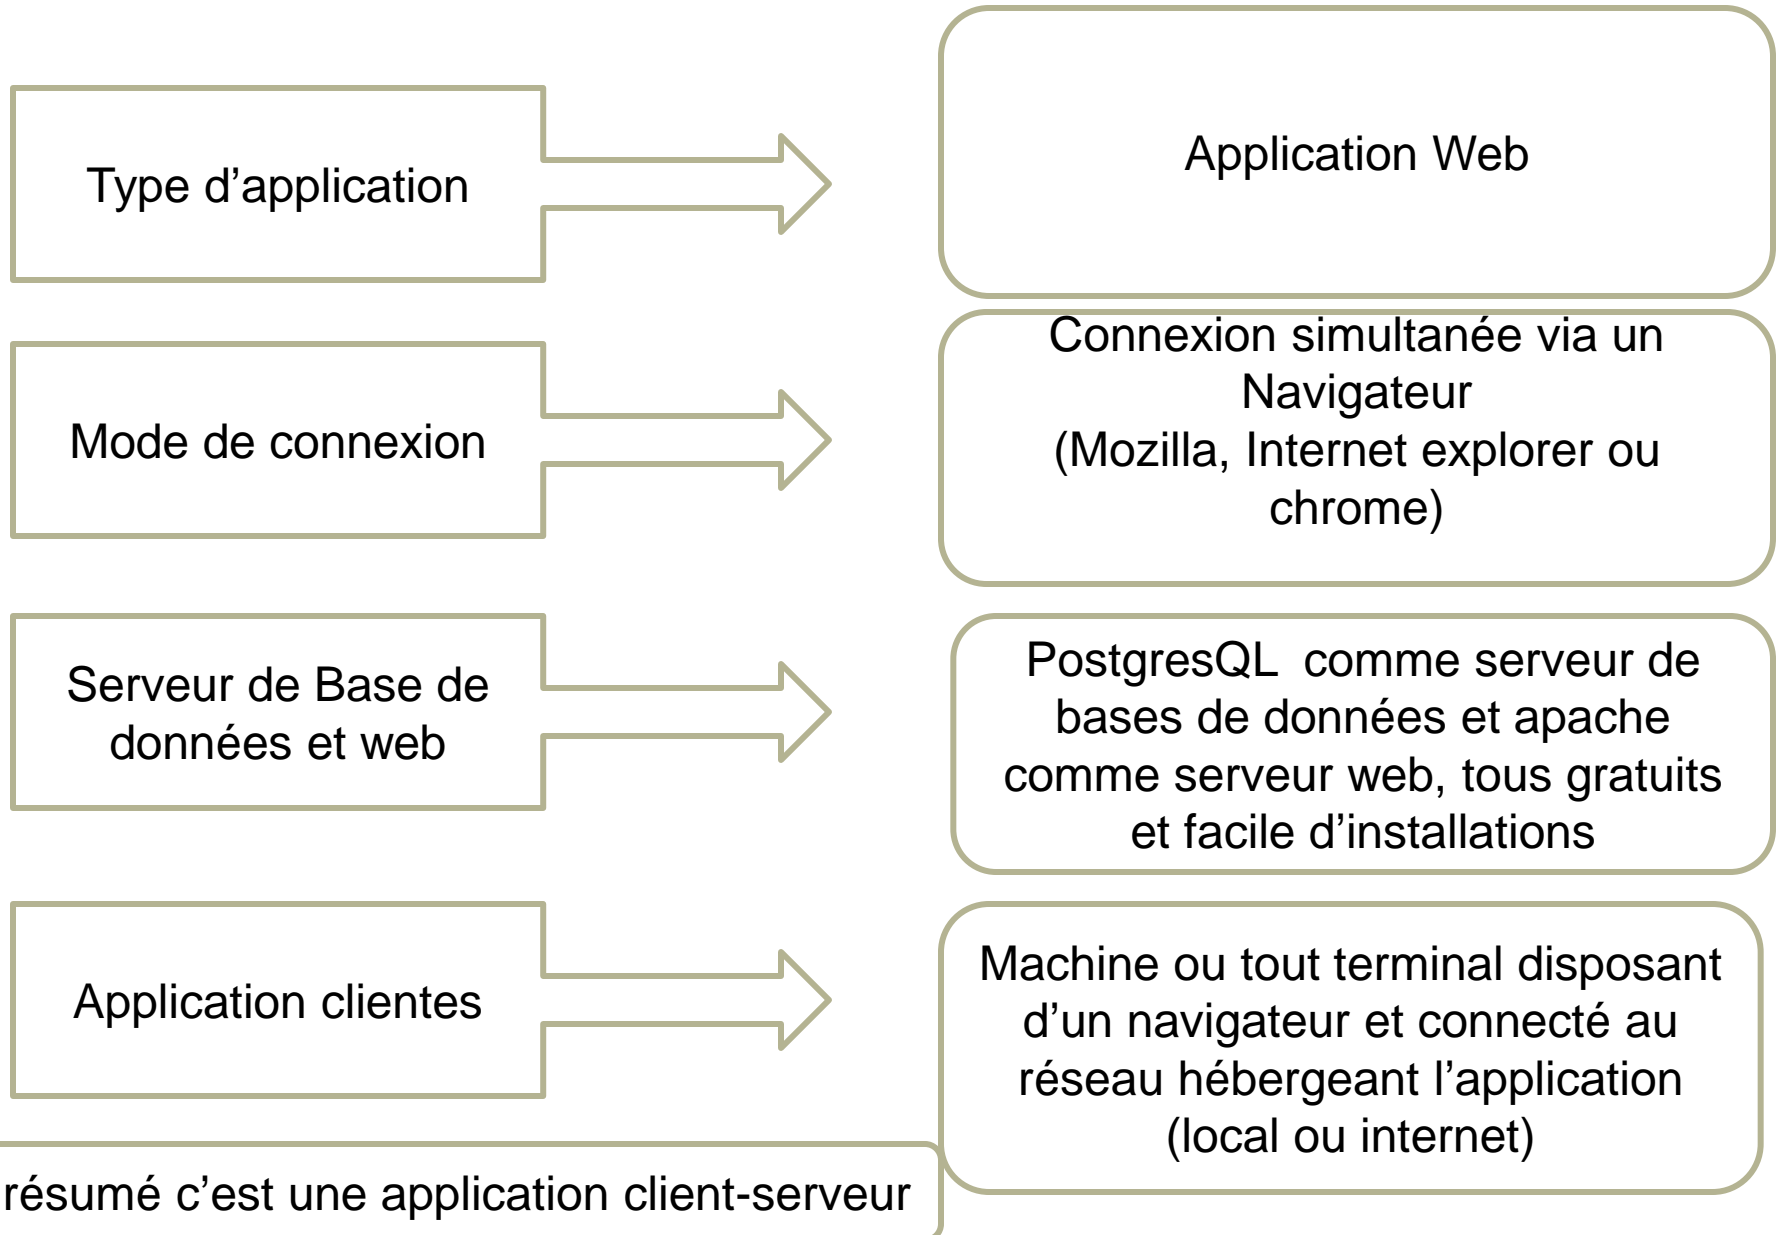 Type d’application
Application Web
Mode de connexion
Connexion simultanée via un
Navigateur
(Mozilla, Internet explorer ou
chrome)
Serveur de Base de
données et web
PostgresQL comme serveur de
bases de données et apache
comme serveur web, tous gratuits
et facile d’installations
Application clientes
Machine ou tout terminal disposant
d’un navigateur et connecté au
réseau hébergeant l’application
(local ou internet)
résumé c’est une application client-serveur